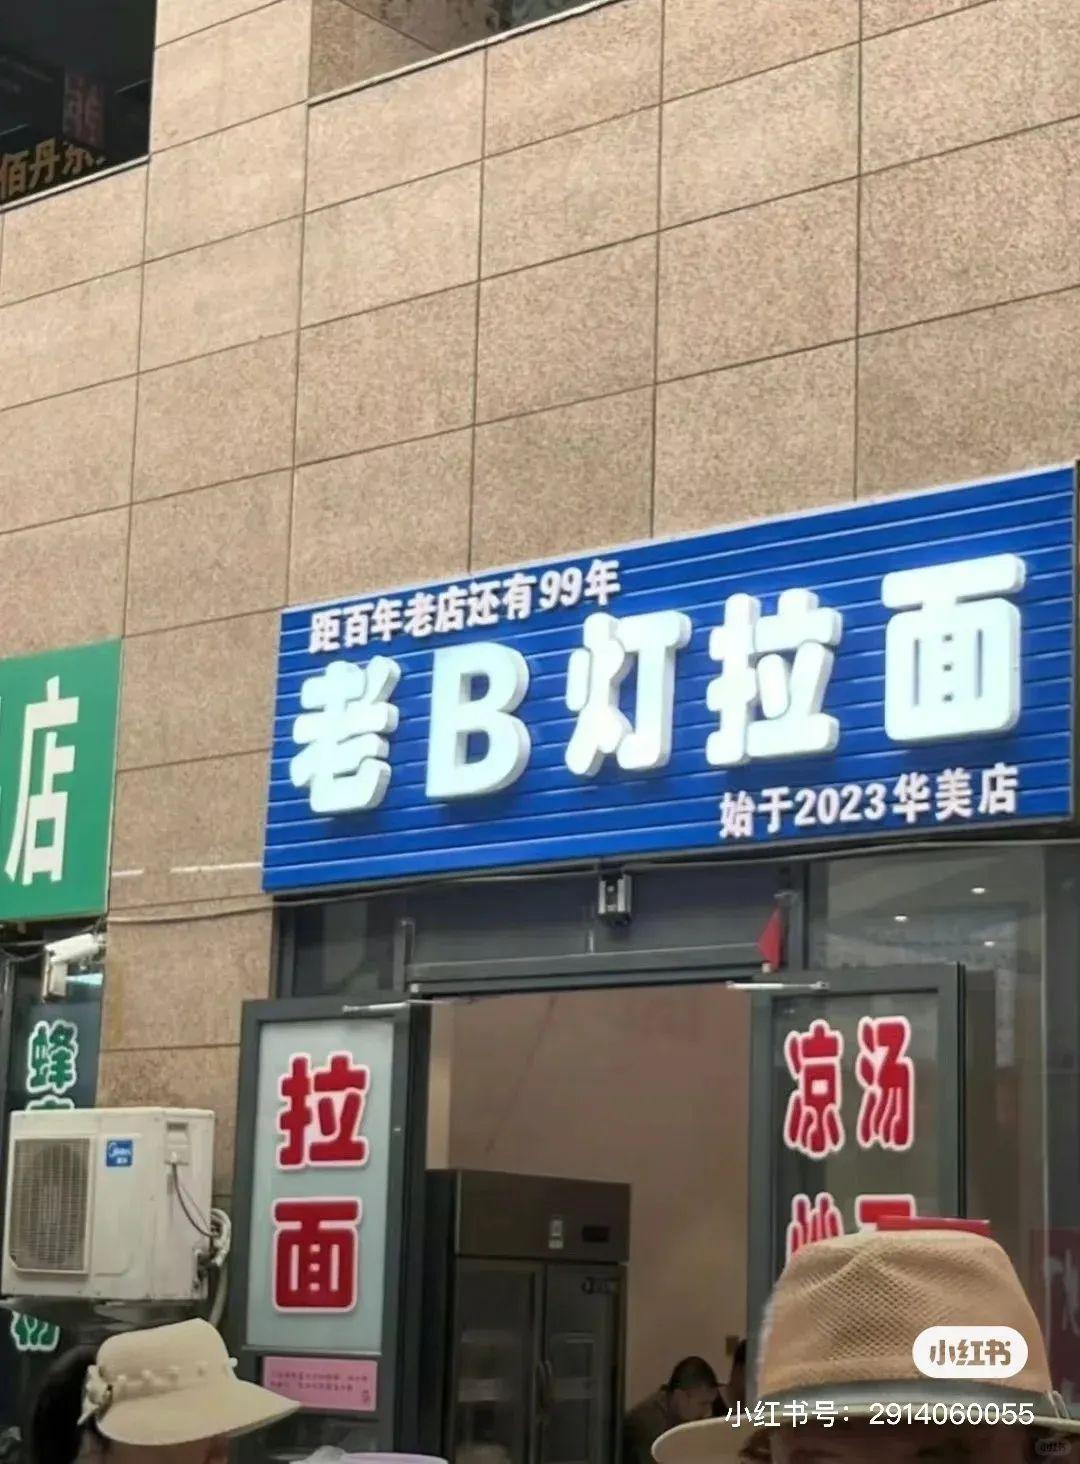 佰丹尔
距百年老店还有99年
老B灯拉面
始于2023华美店
店
蜂
拉面
凉汤
Midea
小红书
小红书号：2914060055